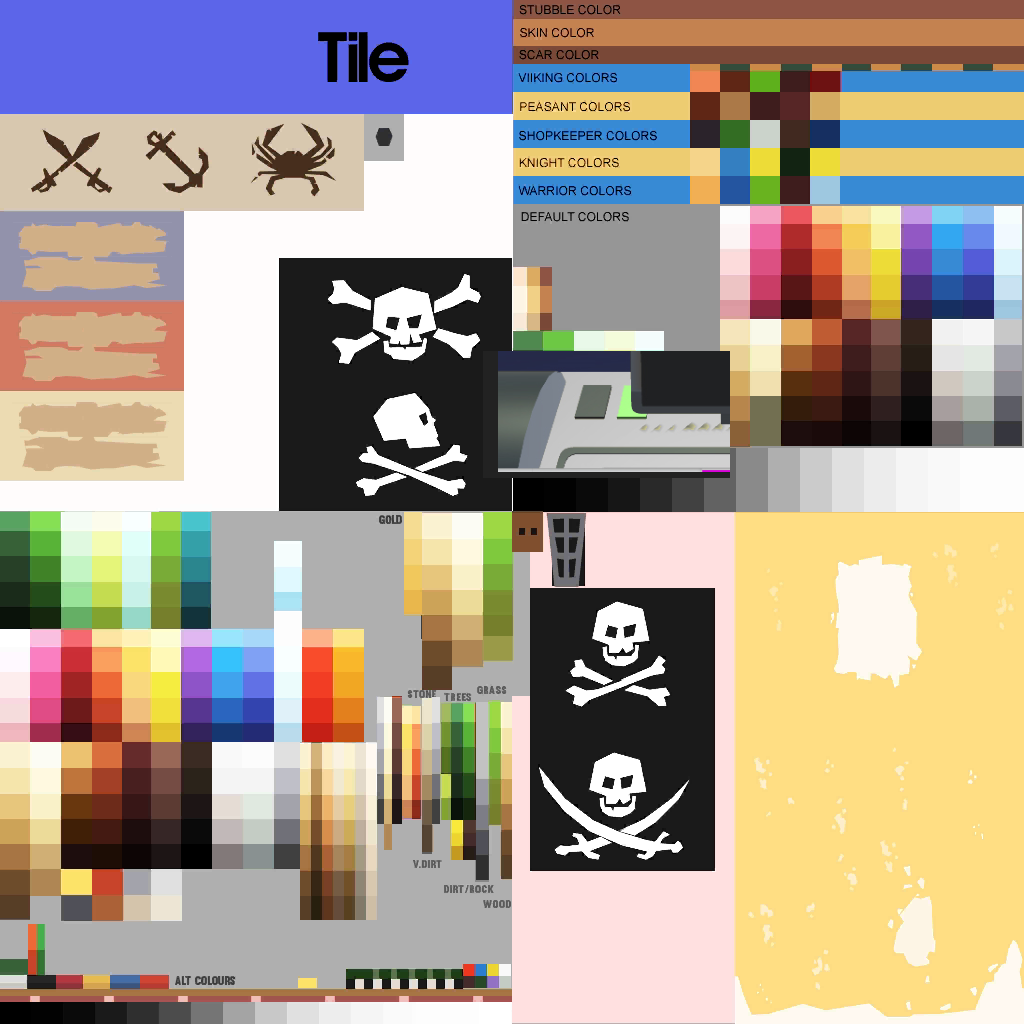 Tile
STUBBLE COLOR
SKIN COLOR
SCAR COLOR
VIIKING COLORS
PEASANT COLORS
SHOPKEEPER COLORS
KNIGHT COLORS
WARRIOR COLORS
DEFAULT COLORS
GOLD
STONE
TREES
GRASS
V.DIRT
DIRT/ROCK
WOOD
ALT COLOURS